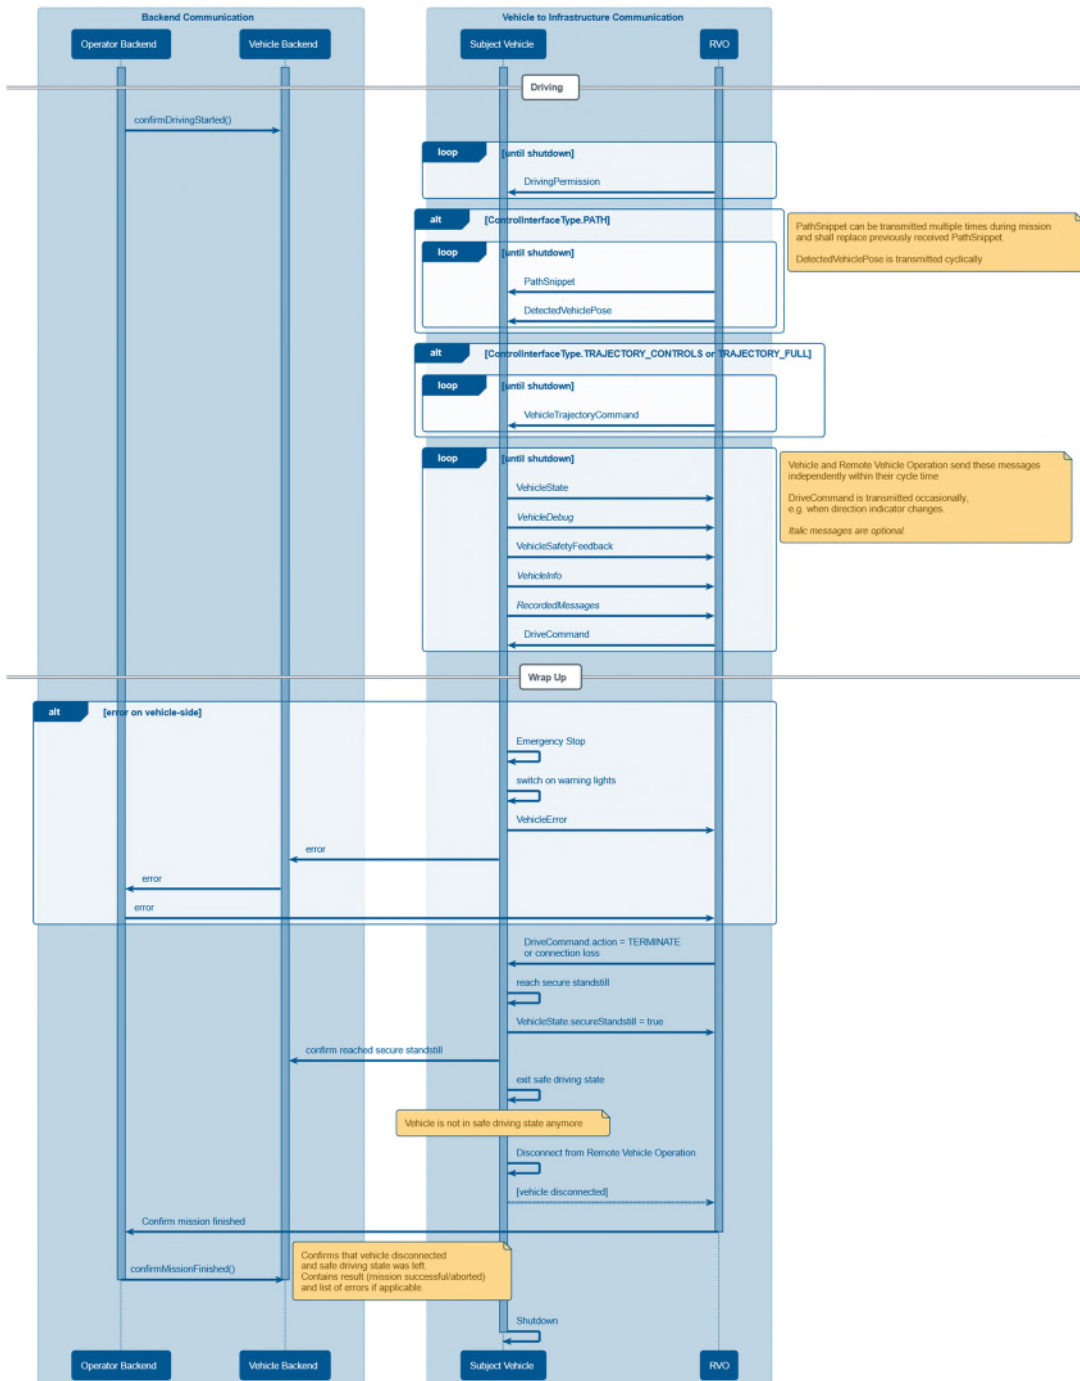 Backend Communication
Vehicle to Infrastructure Communication
Operator Backend
Vehicle Backend
Subject Vehicle
RVO
Driving
confirmDrivingStarted()
loop
[until shutdown]
DrivingPermission
alt
[ControlInterfaceType.PATH]
PathSnippet can be transmitted multiple times during mission
and shall replace previously received PathSnippet.
DetectedVehiclePose is transmitted cyclically
loop
[until shutdown]
PathSnippet
DetectedVehiclePose
alt
[ControlInterfaceType.TRAJECTORY_CONTROLS or TRAJECTORY_FULL]
loop
[until shutdown]
VehicleTrajectoryCommand
loop
[until shutdown]
Vehicle and Remote Vehicle Operation send these messages
independently within their cycle time
DriveCommand is transmitted occasionally,
e.g. when direction indicator changes.
Italic messages are optional.
VehicleState
VehicleDebug
VehicleSafetyFeedback
VehicleInfo
RecordedMessages
DriveCommand
Wrap Up
alt
[error on vehicle-side]
Emergency Stop
switch on warning lights
VehicleError
error
error
error
DriveCommand.action = TERMINATE
or connection loss
reach secure standstill
VehicleState.secureStandstill = true
confirm reached secure standstill
exit safe driving state
Vehicle is not in safe driving state anymore
Disconnect from Remote Vehicle Operation
[vehicle disconnected]
Confirm mission finished
Confirms that vehicle disconnected
and safe driving state was left.
Contains result (mission successful/aborted)
and list of errors if applicable.
confirmMissionFinished()
Shutdown
Operator Backend
Vehicle Backend
Subject Vehicle
RVO